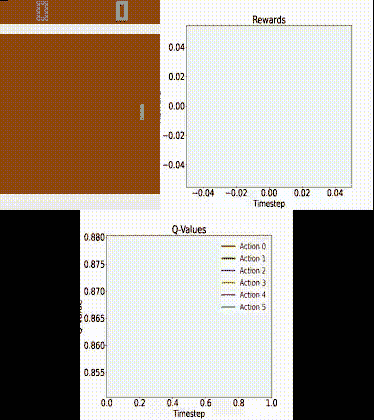 0
Rewards
0.04
0.02
0.00
−0.02
−0.04
−0.04 −0.02 0.00 0.02 0.04
Timestep
Q-Values
0.880
0.875
0.870
0.865
0.860
0.855
Action 0
Action 1
Action 2
Action 3
Action 4
Action 5
0.0 0.2 0.4 0.6 0.8 1.0
Timestep